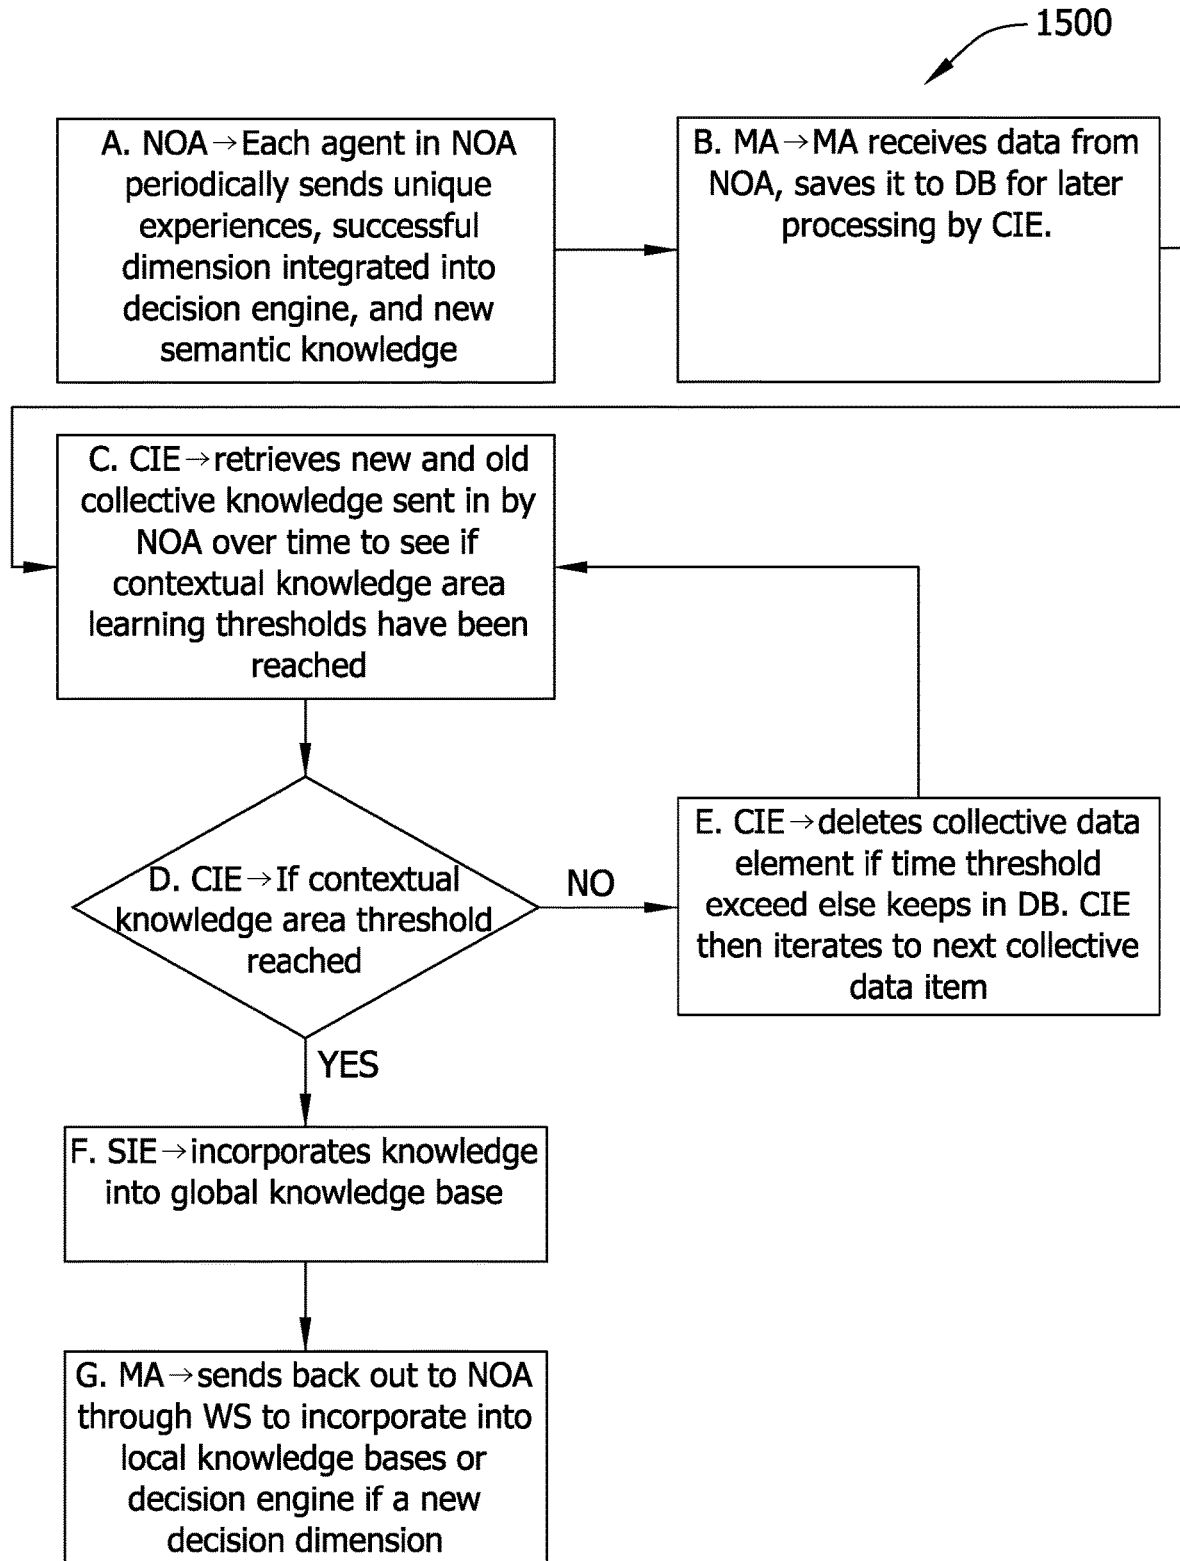 1500
A. NOA→Each agent in NOA
periodically sends unique
experiences, successful
dimension integrated into
decision engine, and new
semantic knowledge
B. MA→MA receives data from
NOA, saves it to DB for later
processing by CIE.
C. CIE→retrieves new and old
collective knowledge sent in by
NOA over time to see if
contextual knowledge area
learning thresholds have been
reached
D. CIE→If contextual
knowledge area threshold
reached
NO
E. CIE→deletes collective data
element if time threshold
exceed else keeps in DB. CIE
then iterates to next collective
data item
YES
F. SIE→incorporates knowledge
into global knowledge base
G. MA→sends back out to NOA
through WS to incorporate into
local knowledge bases or
decision engine if a new
decision dimension